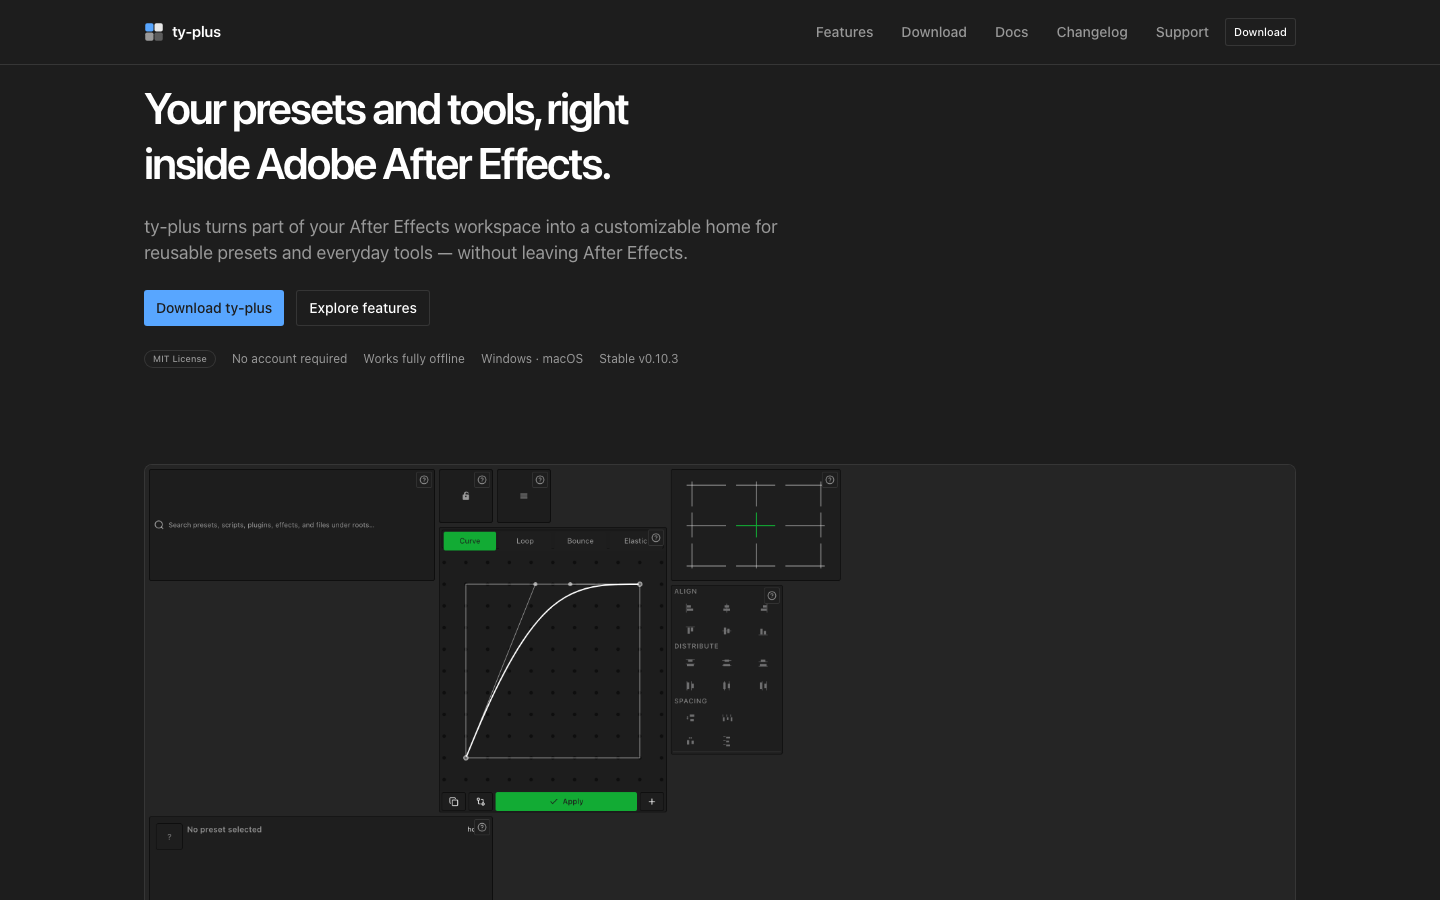 ty-plus
Features
Download
Docs
Changelog
Support
Download
Your presets and tools, right
inside Adobe After Effects.
ty-plus turns part of your After Effects workspace into a customizable home for
reusable presets and everyday tools — without leaving After Effects.
Download ty-plus
Explore features
MIT License
No account required
Works fully offline
Windows · macOS
Stable v0.10.3
Search presets, scripts, plugins, effects, and files under roots...
Curve
Loop
Bounce
Elastic
ALIGN
DISTRIBUTE
SPACING
Apply
?
No preset selected